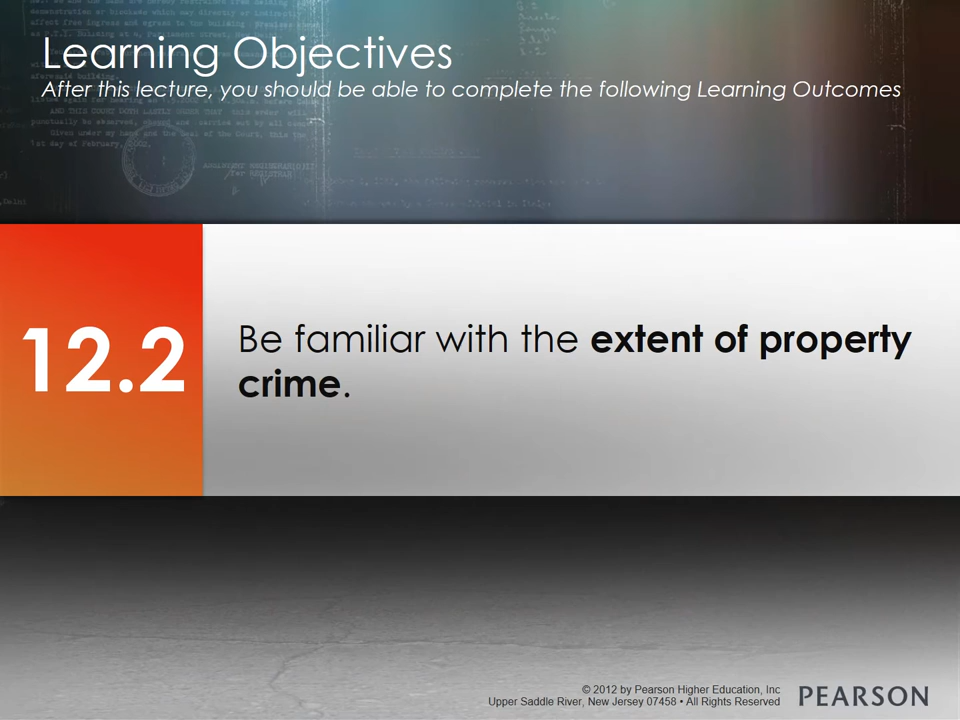 Learning Objectives
After this lecture, you should be able to complete the following Learning Outcomes
12.2
Be familiar with the extent of property
crime.
© 2012 by Pearson Higher Education, Inc
Upper Saddle River, New Jersey 07458 • All Rights Reserved
PEARSON